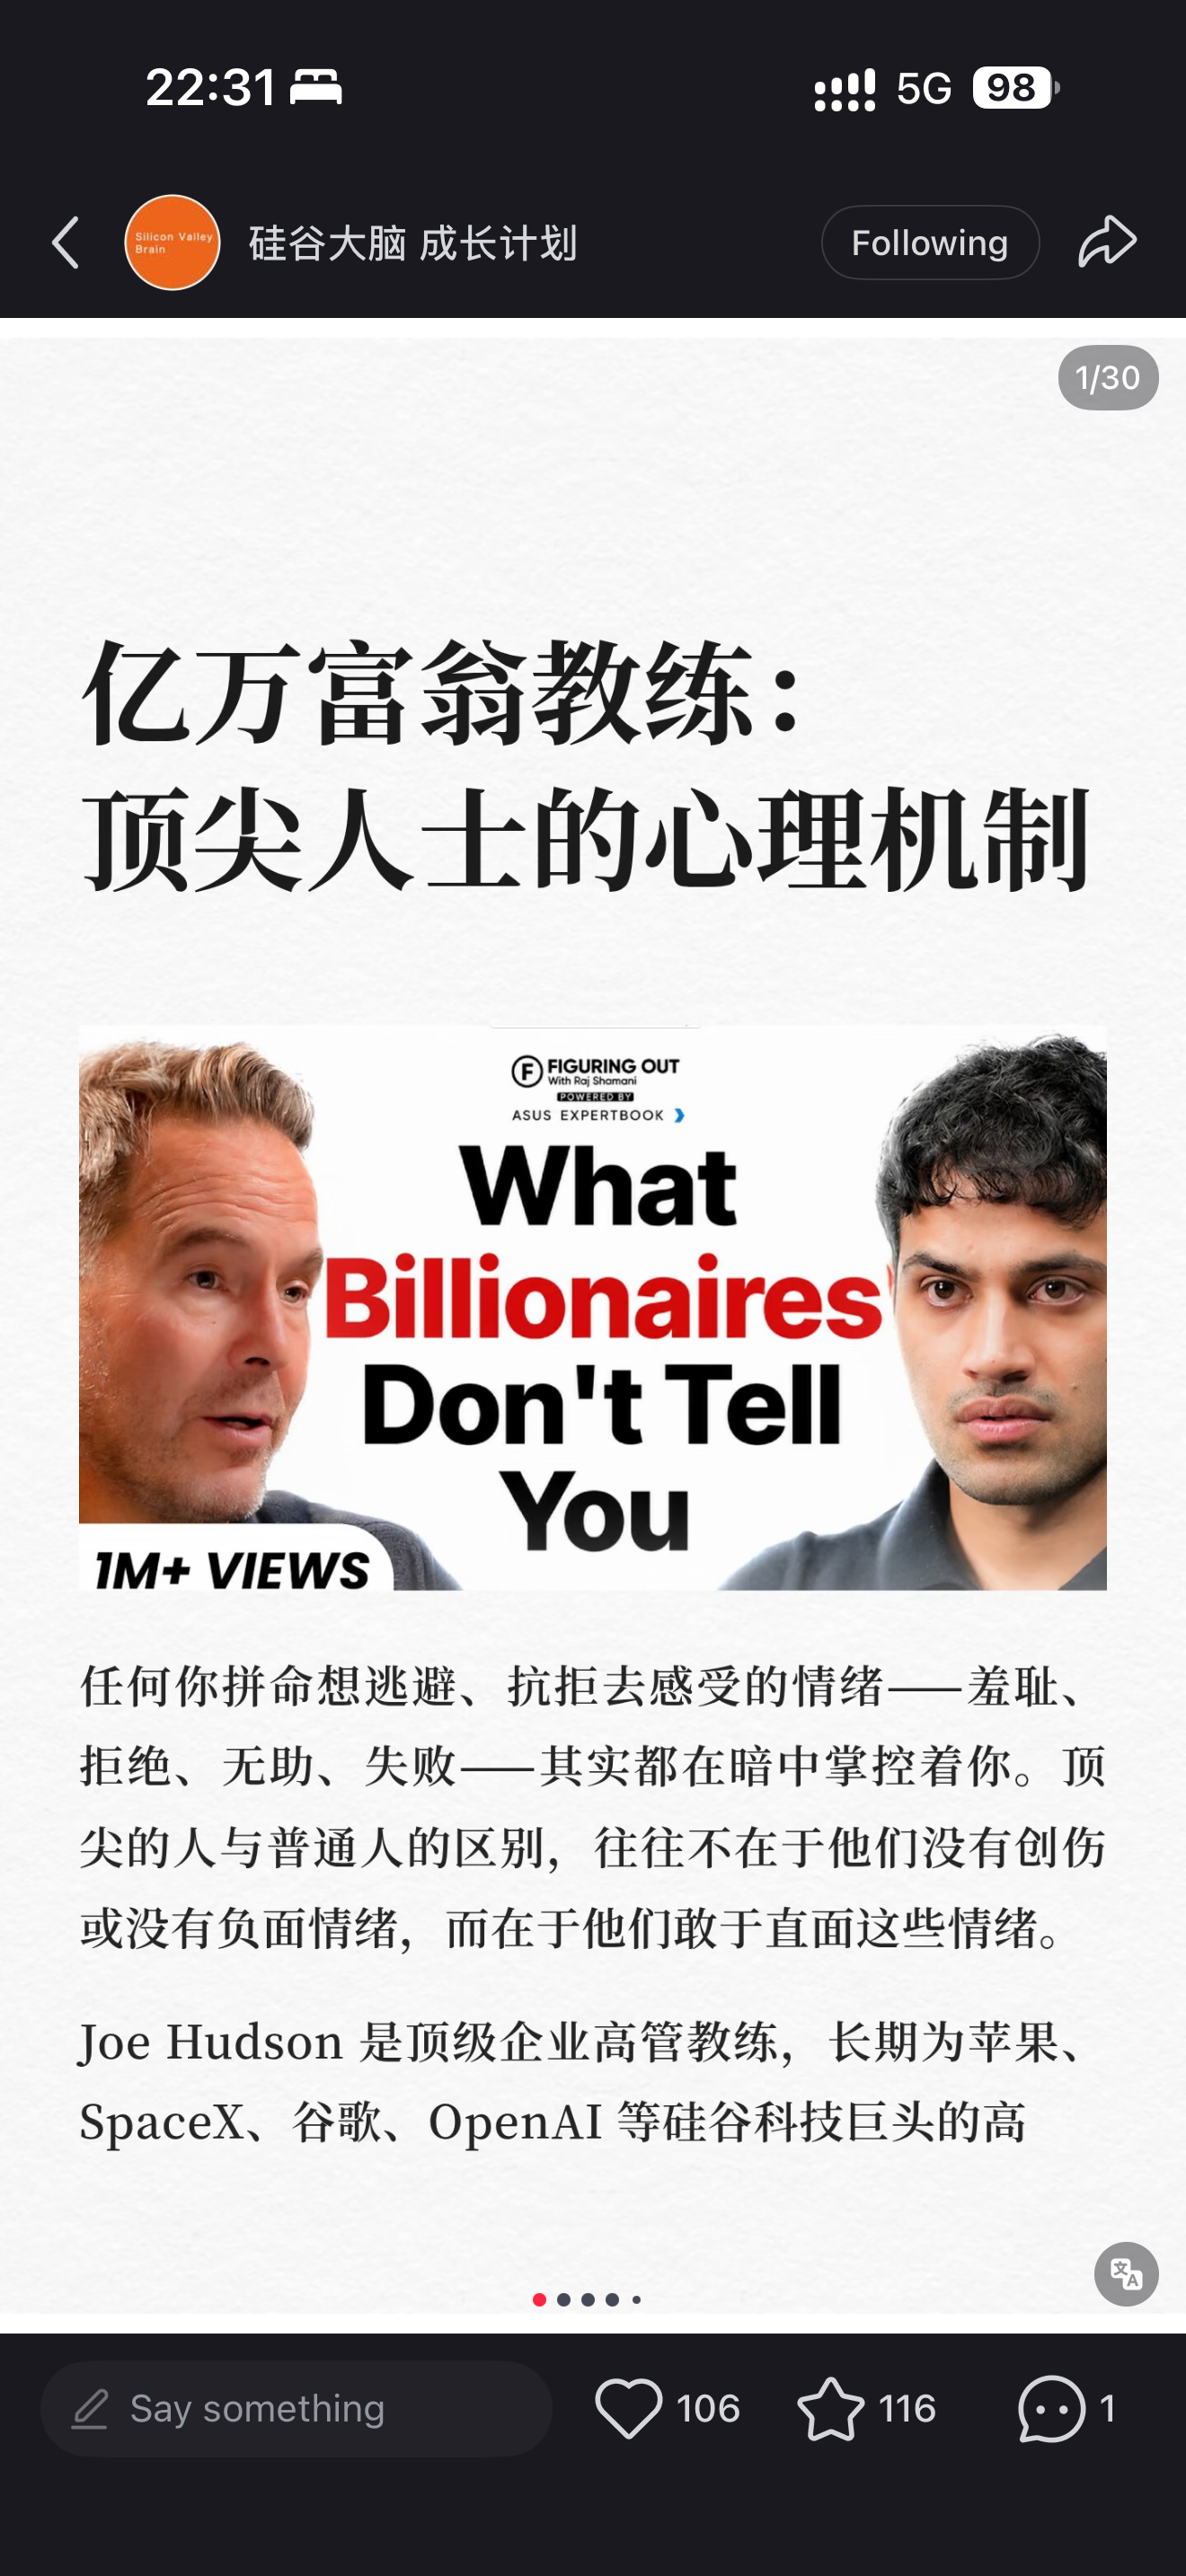 22:31
5G
98
Silicon Valley
Brain
硅谷大脑 成长计划
Following
1/30
亿万富翁教练：
顶尖人士的心理机制
F FIGURING OUT
With Raj Shamani
POWERED BY
ASUS EXPERTBOOK
What
Billionaires
Don't Tell
You
1M+ VIEWS
任何你拼命想逃避、抗拒去感受的情绪——羞耻、
拒绝、无助、失败——其实都在暗中掌控着你。顶
尖的人与普通人的区别，往往不在于他们没有创伤
或没有负面情绪，而在于他们敢于直面这些情绪。
Joe Hudson 是顶级企业高管教练，长期为苹果、
SpaceX、谷歌、OpenAI 等硅谷科技巨头的高
文A
Say something
106
116
1